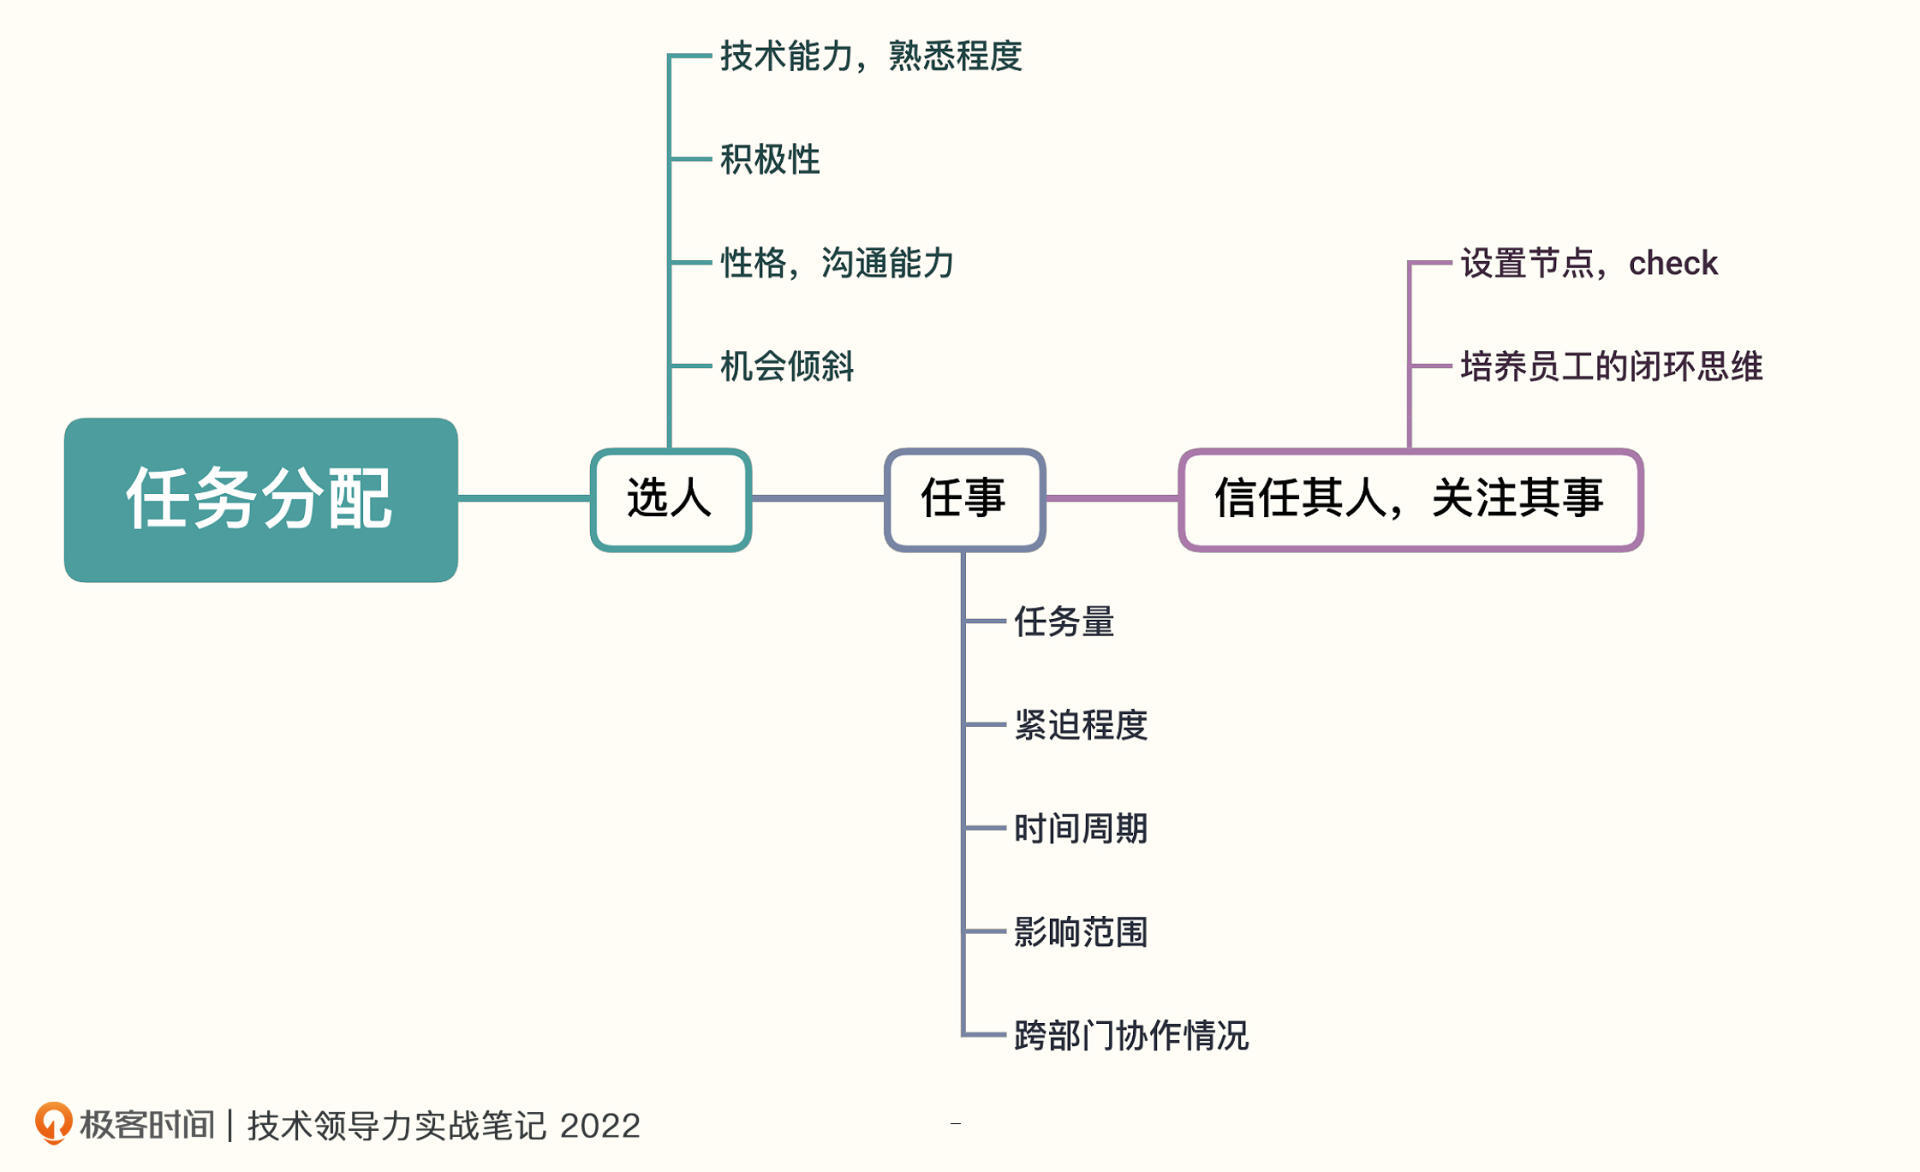 技术能力，熟悉程度
积极性
性格，沟通能力
机会倾斜
设置节点，check
培养员工的闭环思维
任务分配
选人
任事
信任其人，关注其事
任务量
紧迫程度
时间周期
影响范围
跨部门协作情况
极客时间 | 技术领导力实战笔记 2022